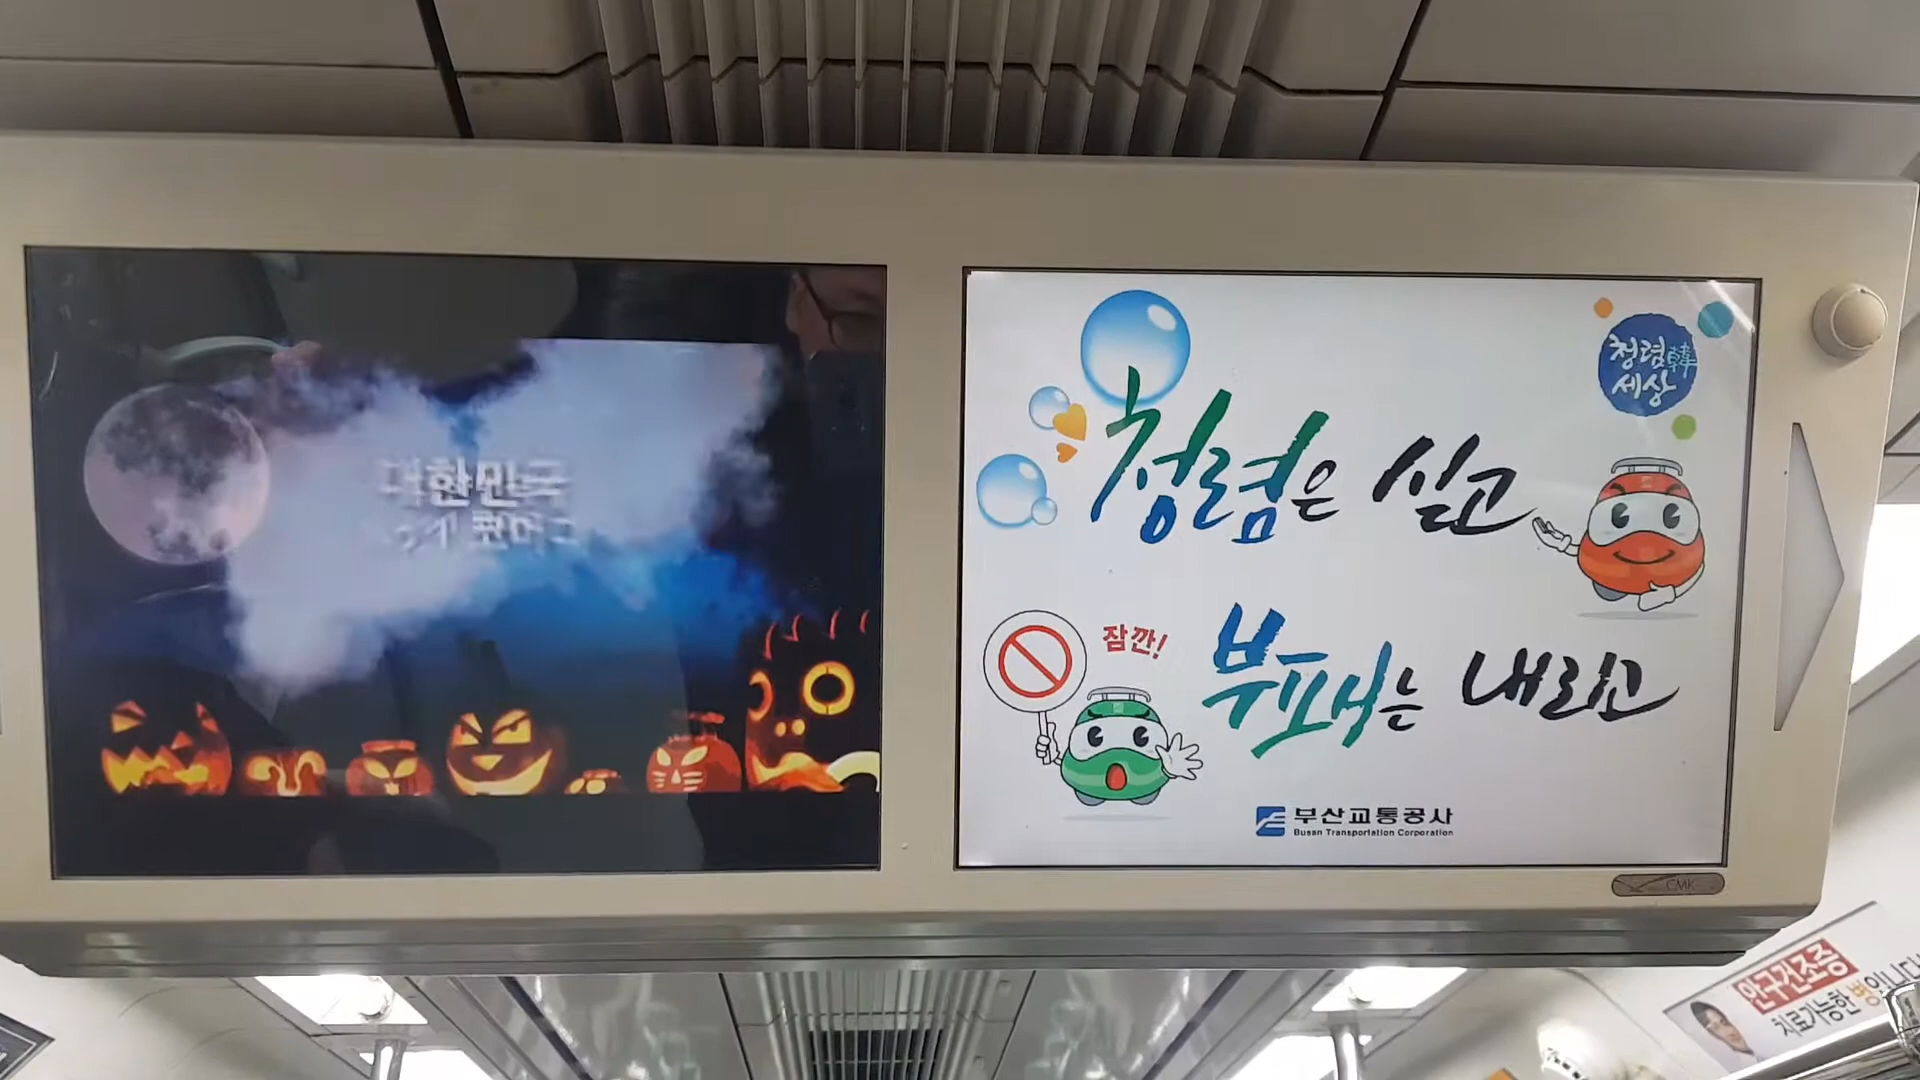 대한민국
청렴韓
세상
청렴은 싣고
잠깐!
부패는 내리고
부산교통공사
Busan Transportation Corporation
CMK
안구건조증
치료가능한 병입니다